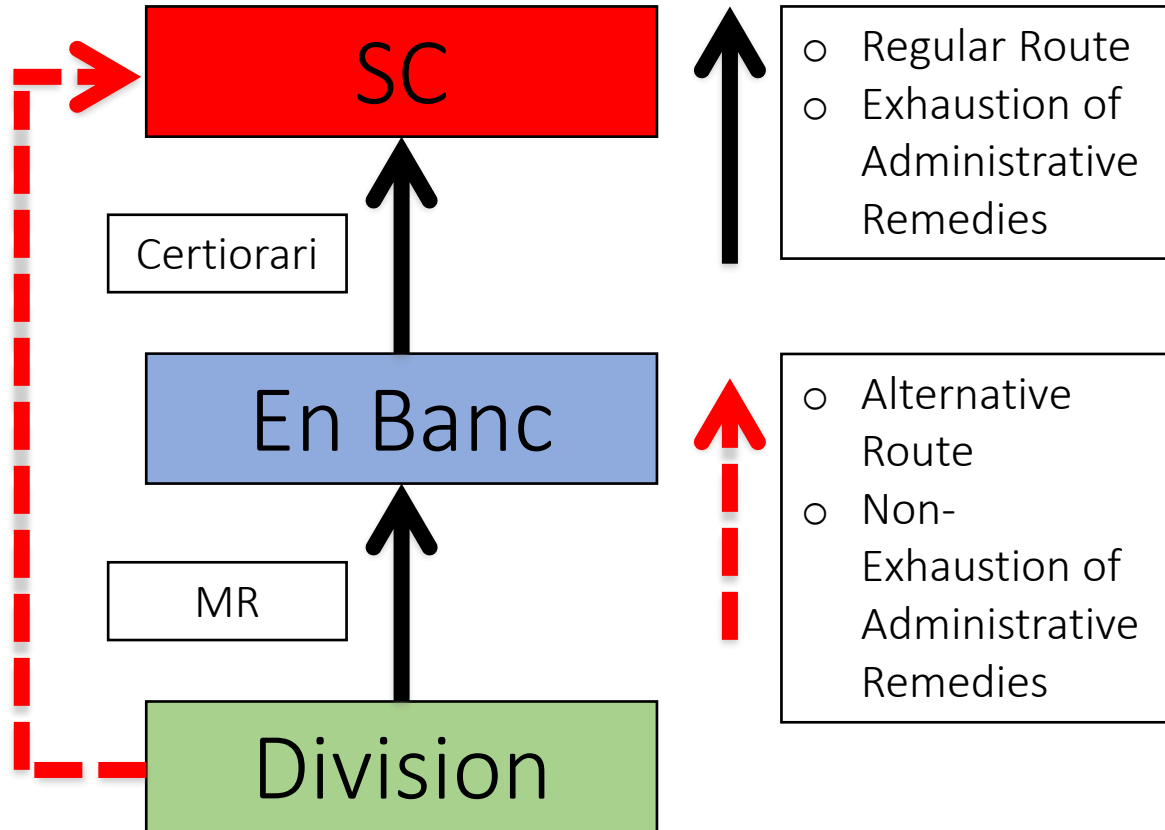 SC
Certiorari
En Banc
MR
Division
o Regular Route
o Exhaustion of
Administrative
Remedies
o Alternative
Route
o Non-
Exhaustion of
Administrative
Remedies